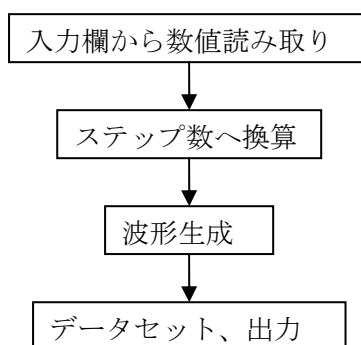 入力欄から数値読み取り
ステップ数へ換算
波形生成
データセット、出力